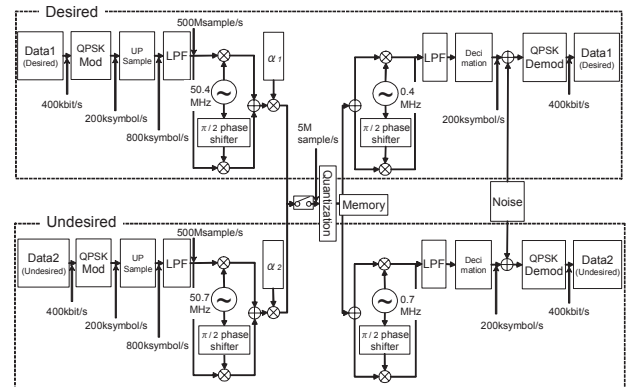 Desired
500Msample/s
Data1
(Desired)
QPSK
Mod
UP
Sample
LPF
50.4
MHz
π / 2 phase
shifter
α 1
400kbit/s
200ksymbol/s
800ksymbol/s
5M
sample/s
Quantization
Memory
0.4
MHz
π / 2 phase
shifter
LPF
Deci
mation
QPSK
Demod
Data1
(Desired)
200ksymbol/s
400kbit/s
Noise
Undesired
500Msample/s
Data2
(Undesired)
QPSK
Mod
UP
Sample
LPF
50.7
MHz
π / 2 phase
shifter
α 2
400kbit/s
200ksymbol/s
800ksymbol/s
0.7
MHz
π / 2 phase
shifter
LPF
Deci
mation
QPSK
Demod
Data2
(Undesired)
200ksymbol/s
400kbit/s